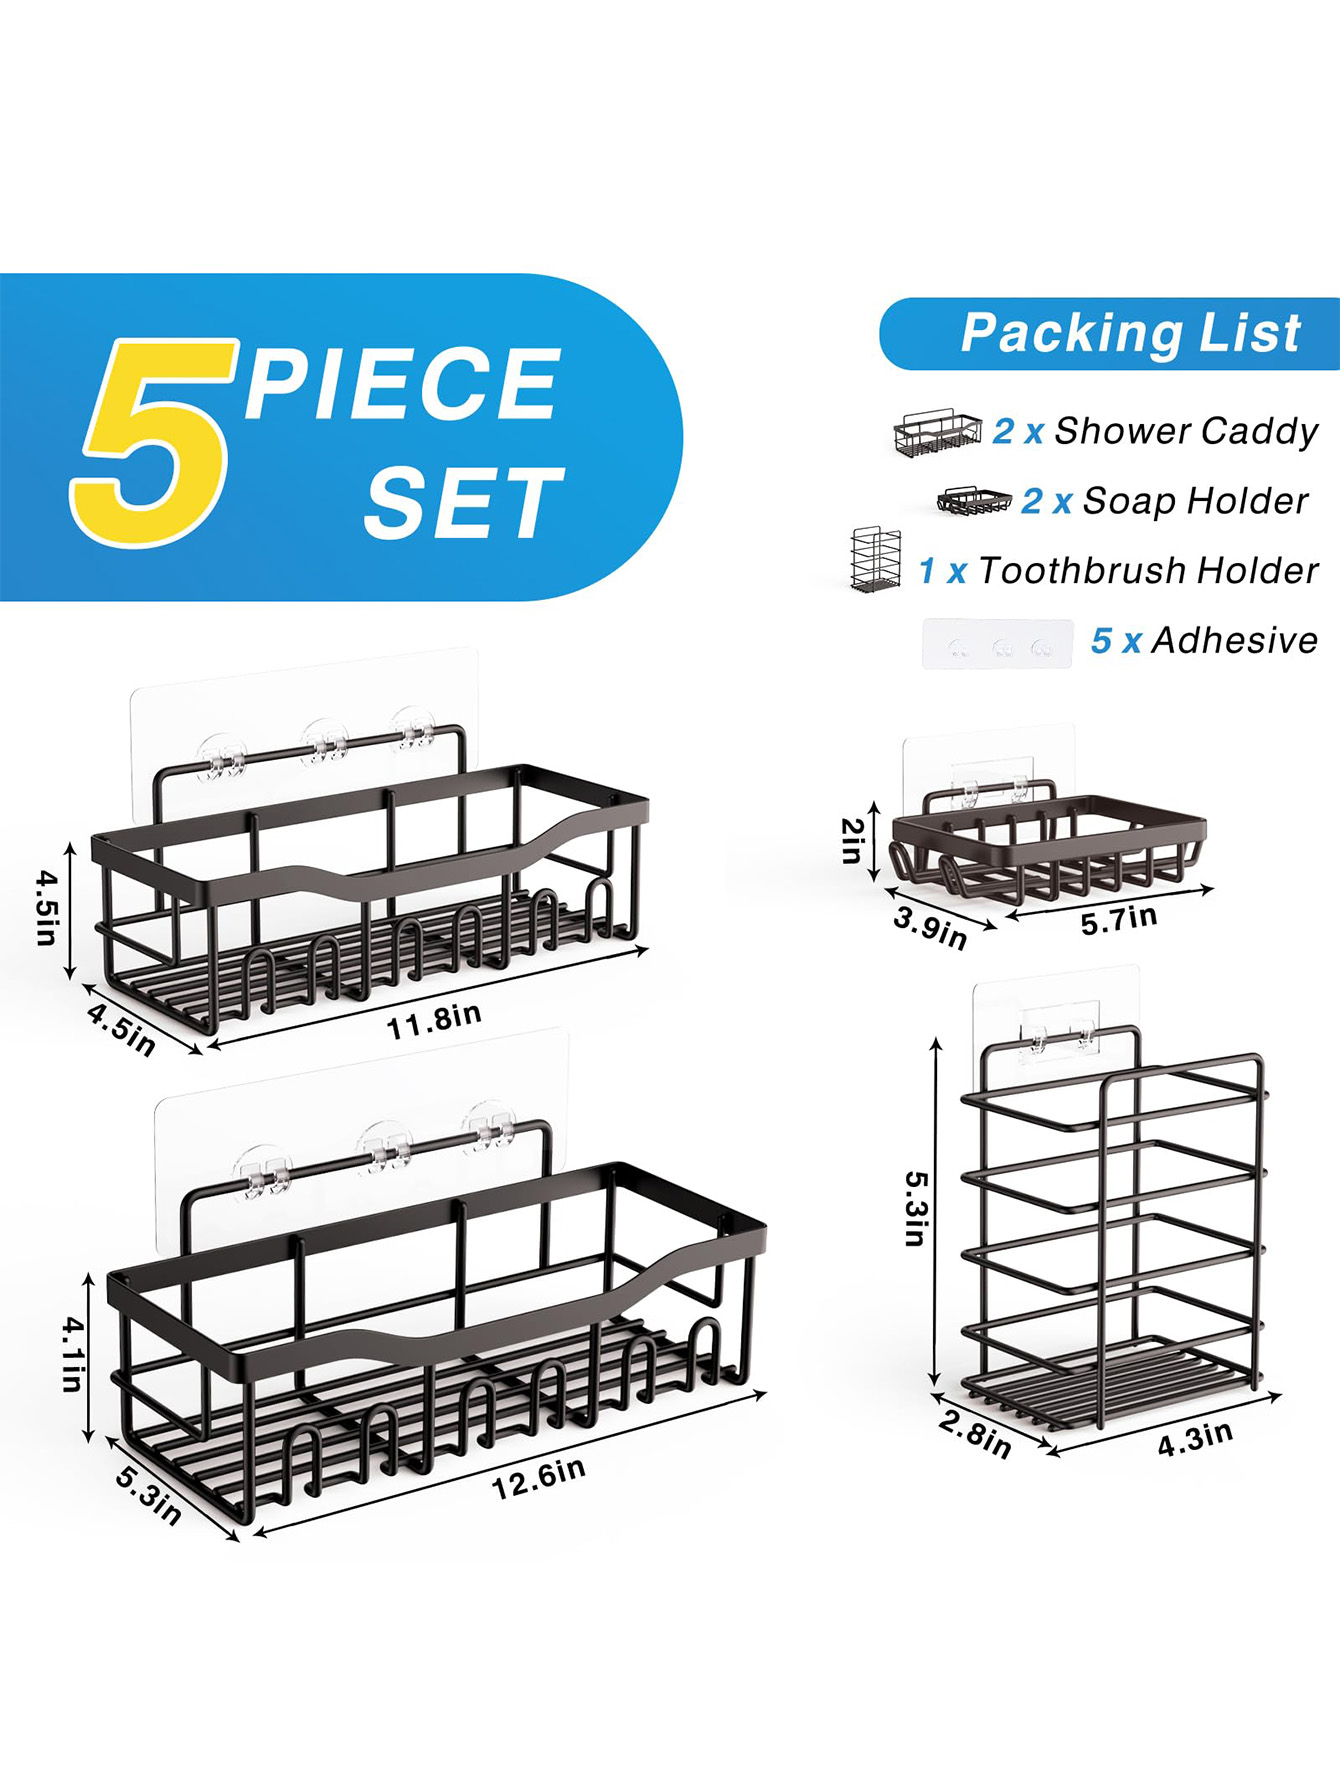 5 PIECE
SET
Packing List
2 x Shower Caddy
2 x Soap Holder
1 x Toothbrush Holder
5 x Adhesive
4.5in
4.5in
11.8in
2in
3.9in
5.7in
4.1in
5.3in
12.6in
5.3in
2.8in
4.3in